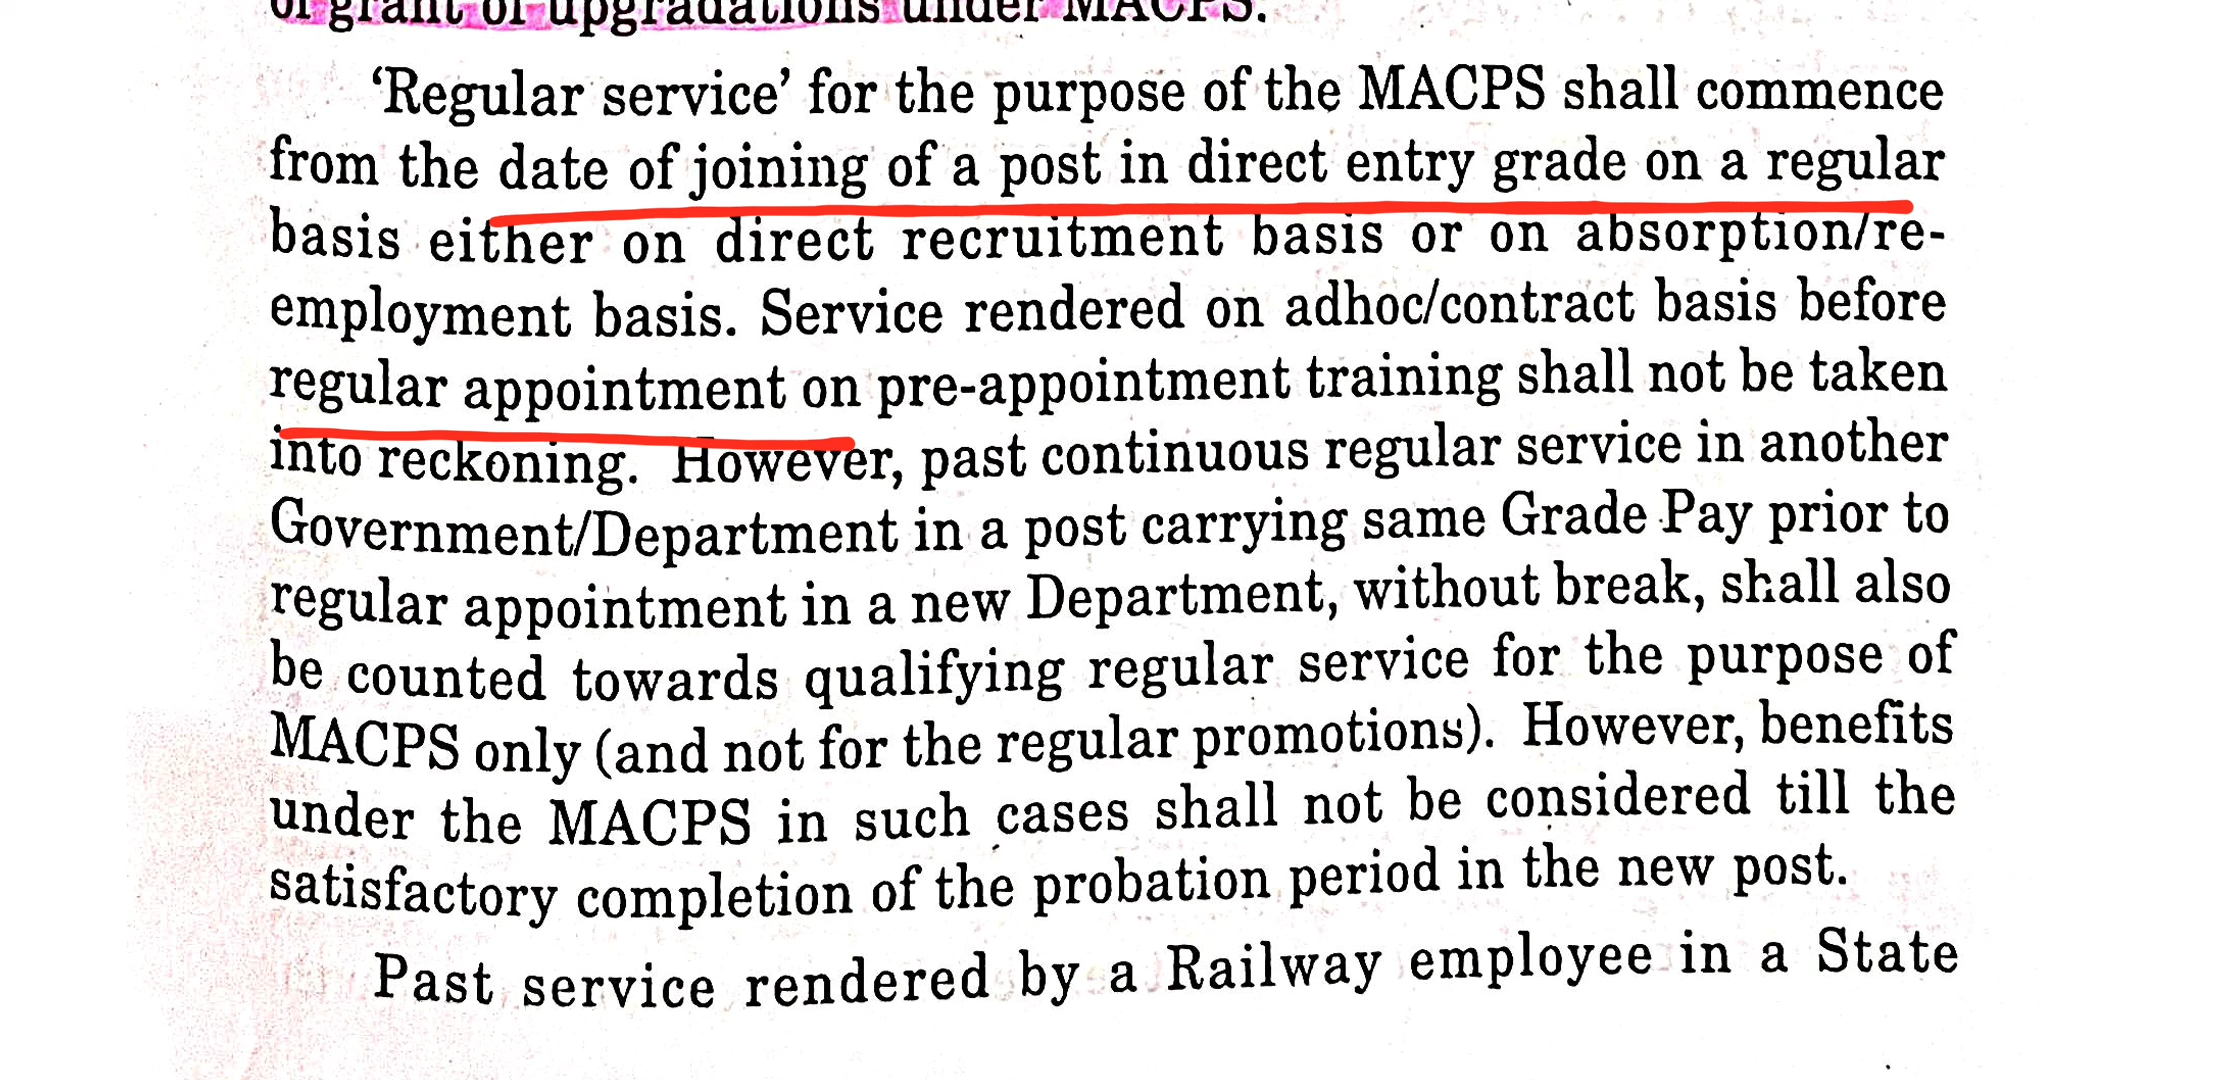 of grant of upgradations under MACPS.
‘Regular service’ for the purpose of the MACPS shall commence
from the date of joining of a post in direct entry grade on a regular
basis either on direct recruitment basis or on absorption/re-
employment basis. Service rendered on adhoc/contract basis before
regular appointment on pre-appointment training shall not be taken
into reckoning. However, past continuous regular service in another
Government/Department in a post carrying same Grade Pay prior to
regular appointment in a new Department, without break, shall also
be counted towards qualifying regular service for the purpose of
MACPS only (and not for the regular promotions). However, benefits
under the MACPS in such cases shall not be considered till the
satisfactory completion of the probation period in the new post.
Past service rendered by a Railway employee in a State